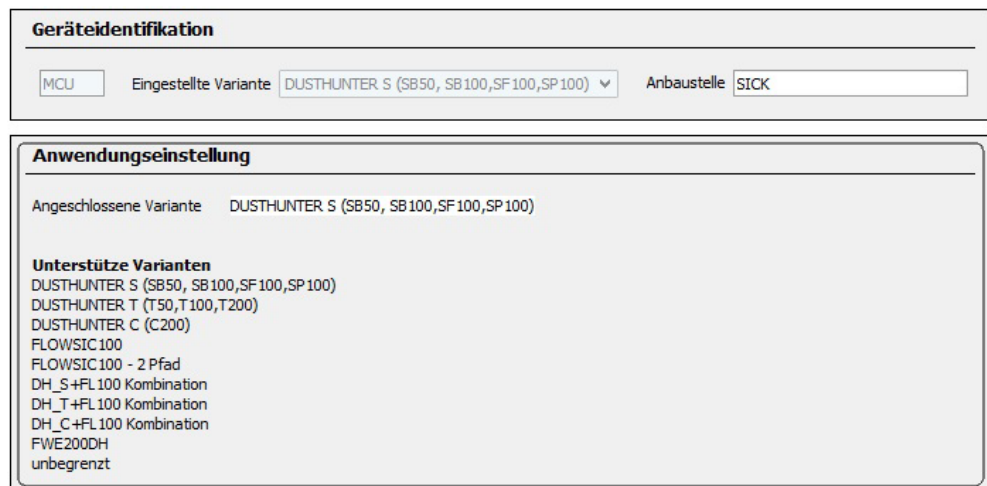 Geräteidentifikation
MCU Eingestellte Variante DUSTHUNTER S (SB50, SB100,SF100,SP100) Anbaustelle SICK
Anwendungseinstellung
Angeschlossene Variante DUSTHUNTER S (SB50, SB100,SF100,SP100)
Unterstütze Varianten
DUSTHUNTER S (SB50, SB100,SF100,SP100)
DUSTHUNTER T (T50,T100,T200)
DUSTHUNTER C (C200)
FLOWSIC100
FLOWSIC100 - 2 Pfad
DH_S+FL100 Kombination
DH_T+FL100 Kombination
DH_C+FL100 Kombination
FWE200DH
unbegrenzt